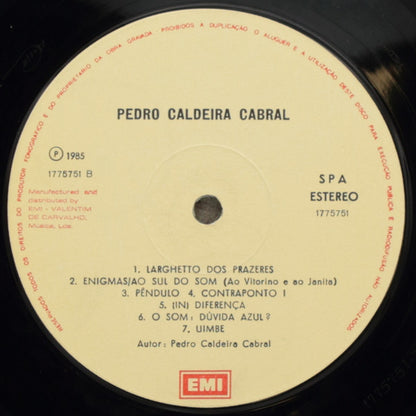 RESERVADOS TODOS OS DIREITOS DO PRODUTOR FONOGRÁFICO E DO PROPRIETÁRIO DA OBRA GRAVADA - PROIBIDOS A DUPLICAÇÃO O ALUGUER E A UTILIZAÇÃO DESTE DISCO PARA EXECUÇÃO PÚBLICA E RADIODIFUSÃO NÃO AUTORIZADOS
PEDRO CALDEIRA CABRAL
Ⓟ 1985
1775751 B
Manufactured and
distributed by
EMI - VALENTIM
DE CARVALHO,
Música, Lda.
SPA
ESTEREO
1775751
1. LARGHETTO DOS PRAZERES
2. ENIGMAS/AO SUL DO SOM (Ao Vitorino e ao Janita)
3. PÊNDULO 4. CONTRAPONTO I
5. (IN) DIFERENÇA
6. O SOM: DÚVIDA AZUL?
7. UIMBE
Autor: Pedro Caldeira Cabral
EMI